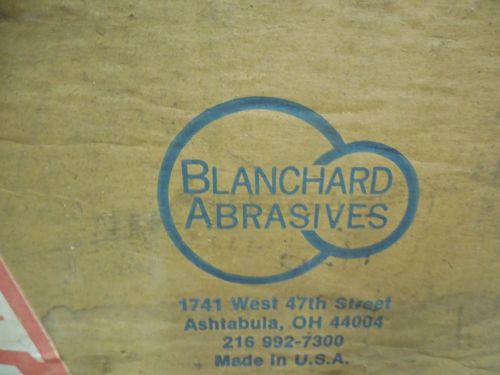 BLANCHARD
ABRASIVES
1741 West 47th Street
Ashtabula, OH 44004
216 992-7300
Made in U.S.A.